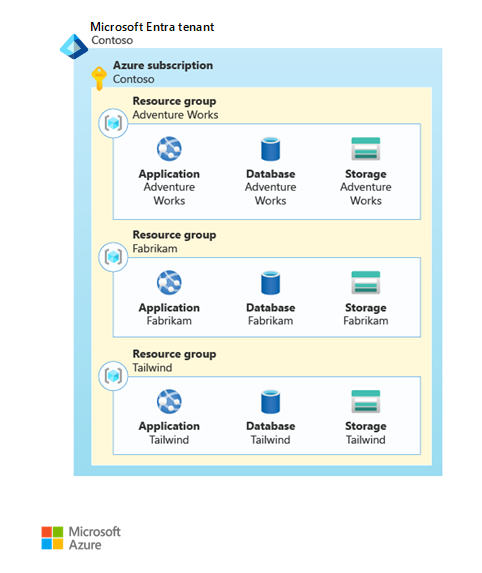 Microsoft Entra tenant
Contoso
Azure subscription
Contoso
Resource group
Adventure Works
Application
Adventure
Works
Database
Adventure
Works
Storage
Adventure
Works
Resource group
Fabrikam
Application
Fabrikam
Database
Fabrikam
Storage
Fabrikam
Resource group
Tailwind
Application
Tailwind
Database
Tailwind
Storage
Tailwind
Microsoft
Azure